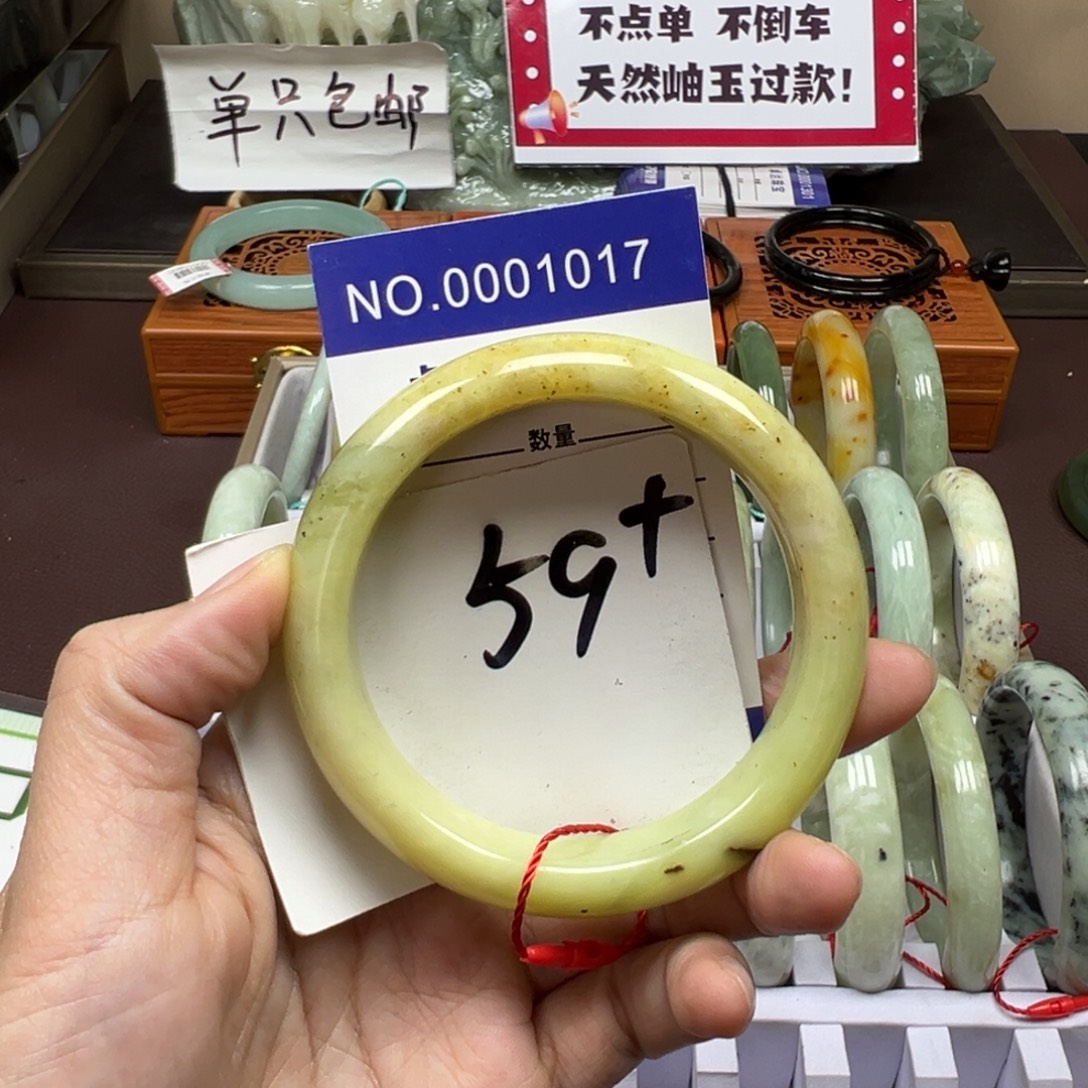 不点单 不倒车
天然岫玉过款!
单只包邮
NO.0001017
数量
59+